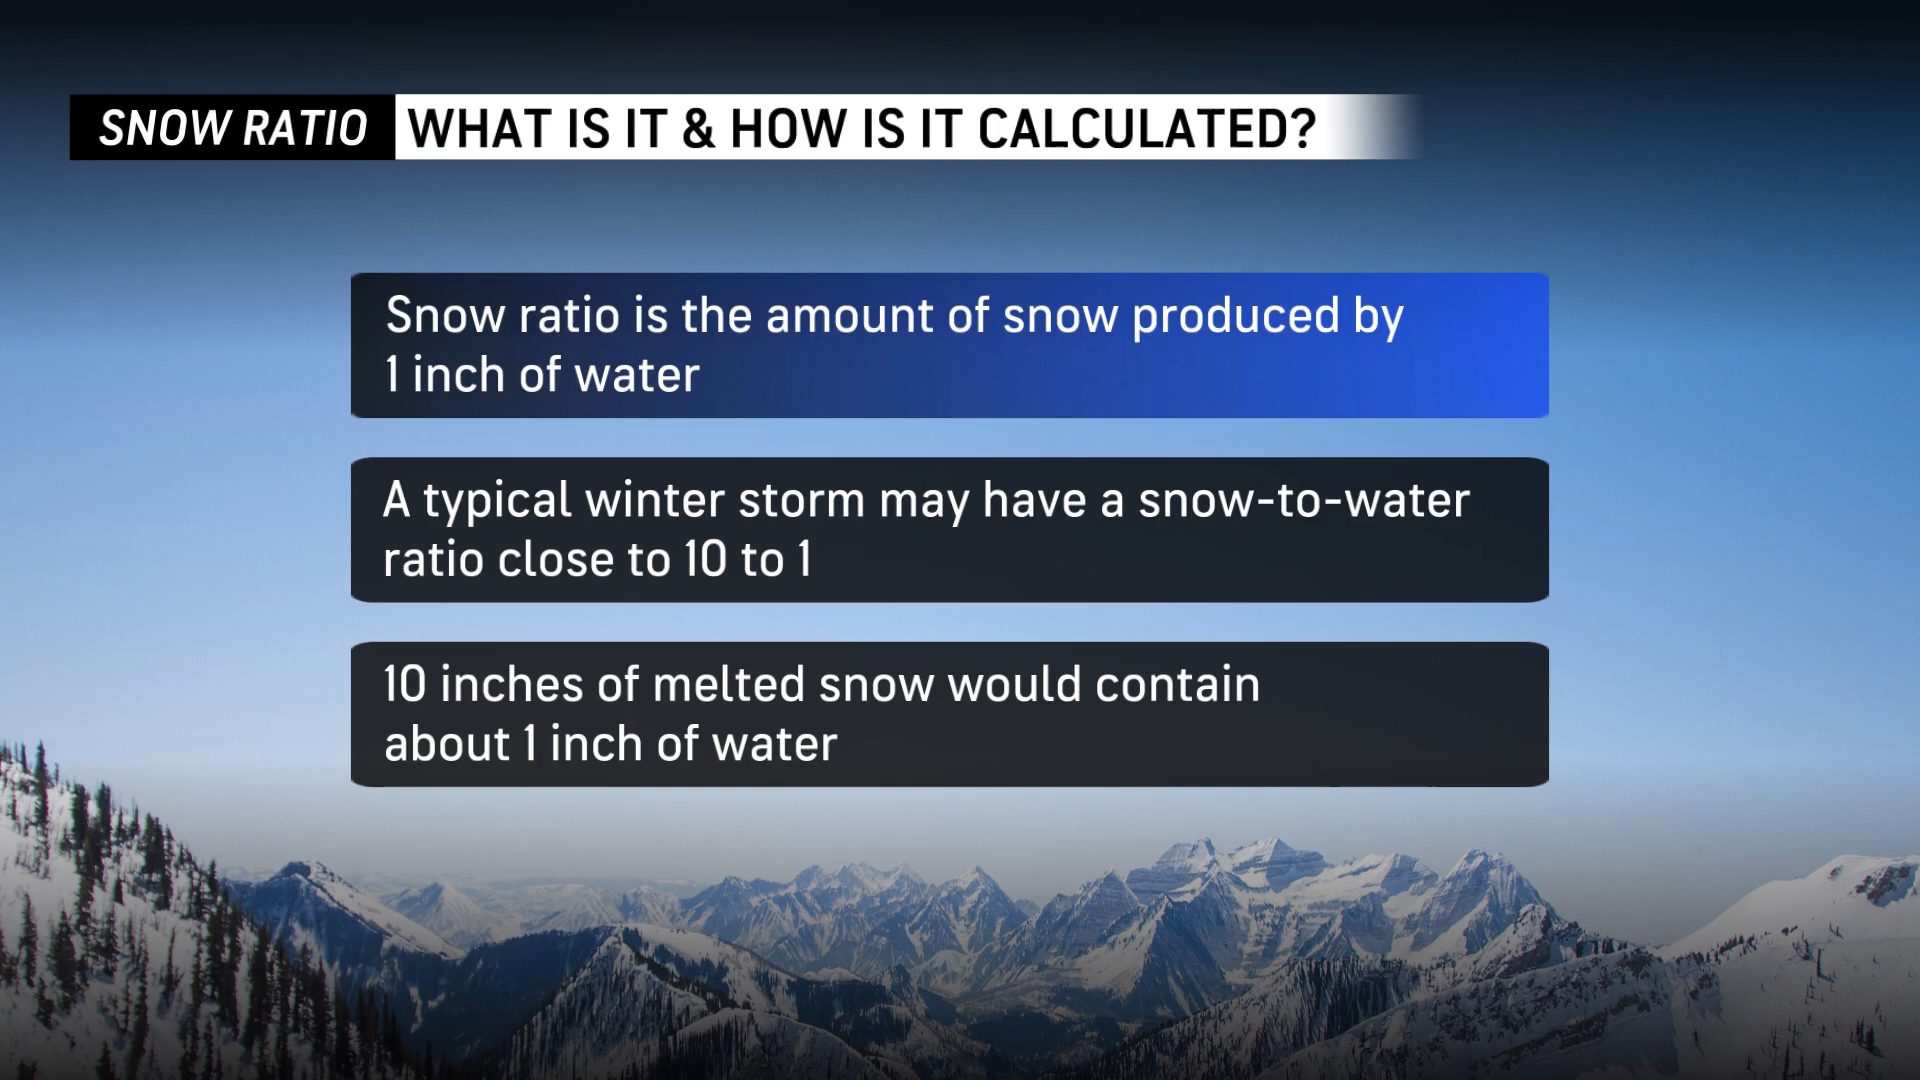 SNOW RATIO WHAT IS IT & HOW IS IT CALCULATED?
Snow ratio is the amount of snow produced by
1 inch of water
A typical winter storm may have a snow-to-water
ratio close to 10 to 1
10 inches of melted snow would contain
about 1 inch of water